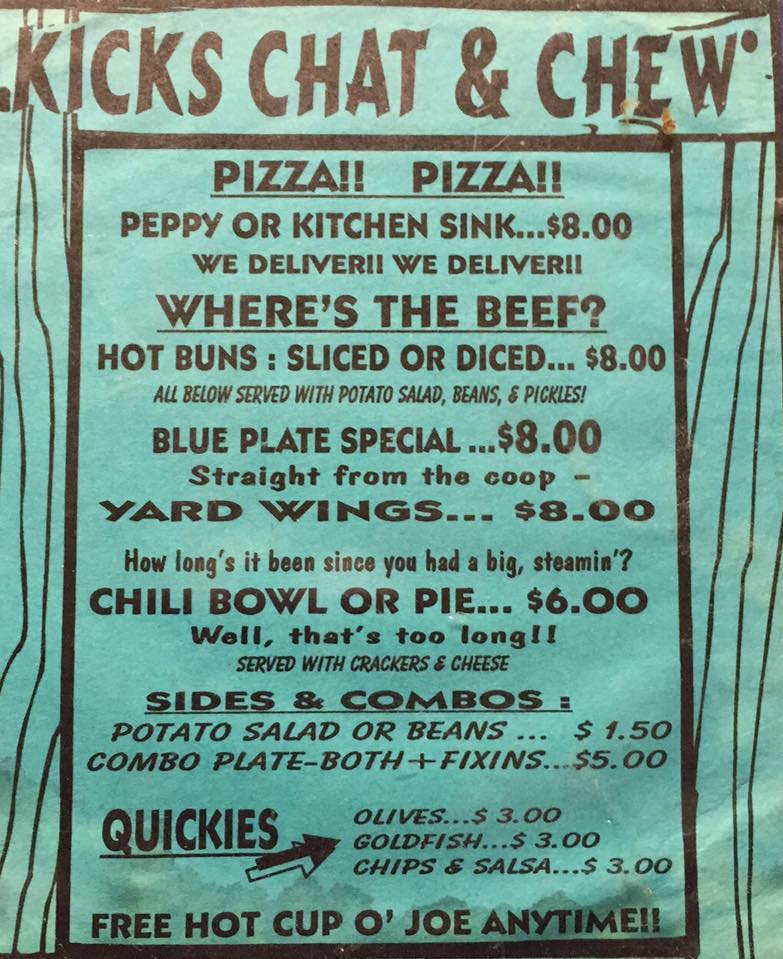 KICKS CHAT & CHEW
PIZZA!! PIZZA!!
PEPPY OR KITCHEN SINK...$8.00
WE DELIVER!! WE DELIVER!!
WHERE'S THE BEEF?
HOT BUNS : SLICED OR DICED... $8.00
ALL BELOW SERVED WITH POTATO SALAD, BEANS, & PICKLES!
BLUE PLATE SPECIAL ...$8.00
Straight from the coop -
YARD WINGS... $8.00
How long's it been since you had a big, steamin'?
CHILI BOWL OR PIE... $6.00
Well, that's too long!!
SERVED WITH CRACKERS & CHEESE
SIDES & COMBOS :
POTATO SALAD OR BEANS ... $ 1.50
COMBO PLATE-BOTH+FIXINS...$5.00
QUICKIES
OLIVES...$ 3.00
GOLDFISH...$ 3.00
CHIPS & SALSA...$ 3.00
FREE HOT CUP O' JOE ANYTIME!!